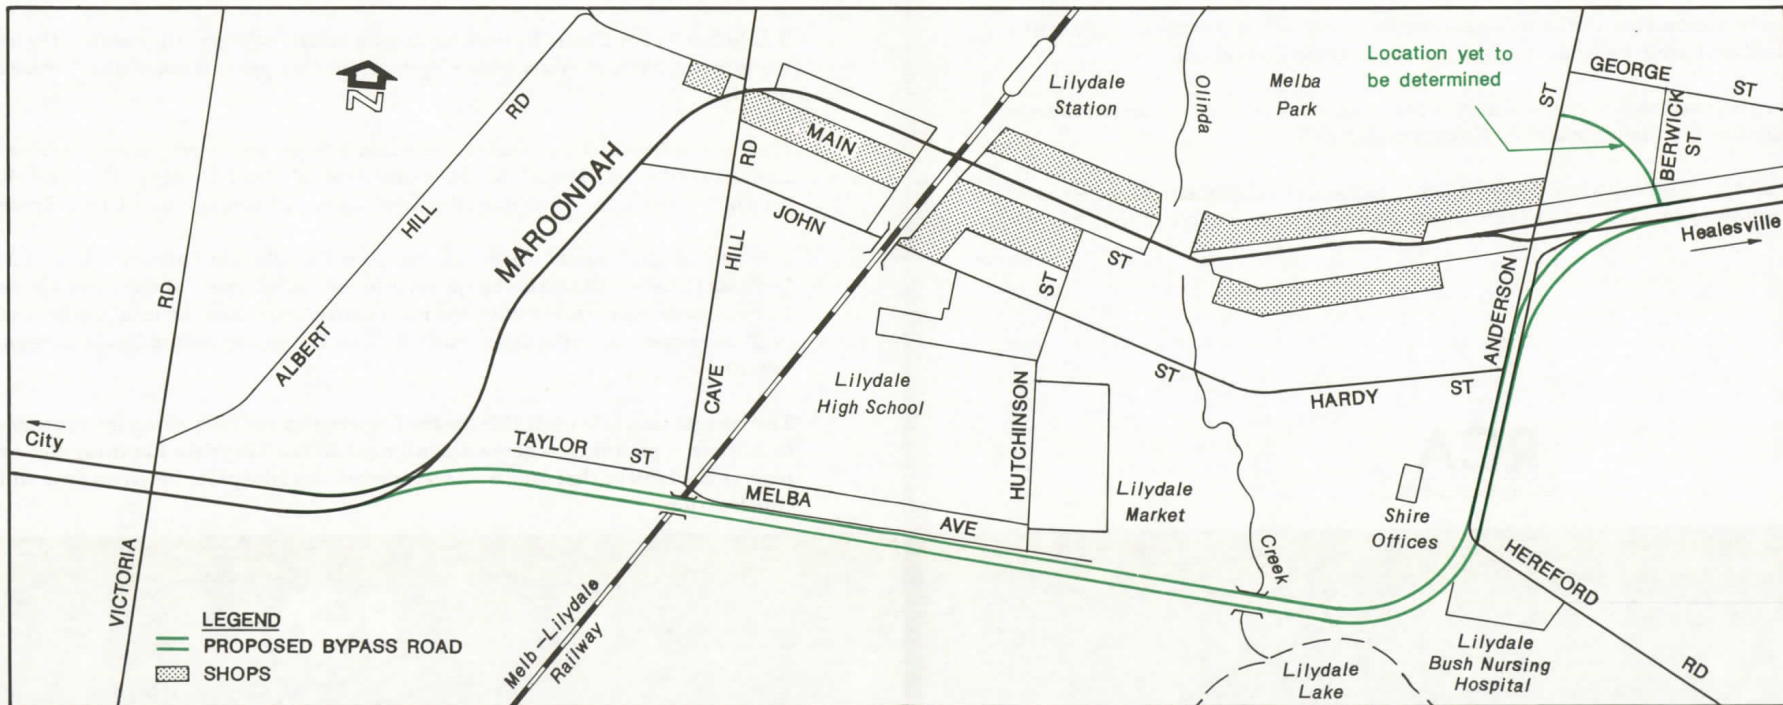 Location yet to
be determined
GEORGE
ST
ST
BERWICK
ST
Melba
Park
Olinda
Lilydale
Station
N
HILL
RD
MAIN
RD
MAROONDAH
JOHN
HILL
ST
ST
Healesville
RD
ALBERT
HILL
ANDERSON
CAVE
Lilydale
High School
ST
HARDY
ST
City
TAYLOR
ST
HUTCHINSON
MELBA
AVE
Lilydale
Market
Shire
Offices
Creek
HEREFORD
RD
VICTORIA
Melb-Lilydale
Railway
LEGEND
PROPOSED BYPASS ROAD
SHOPS
Lilydale
Lake
Lilydale
Bush Nursing
Hospital